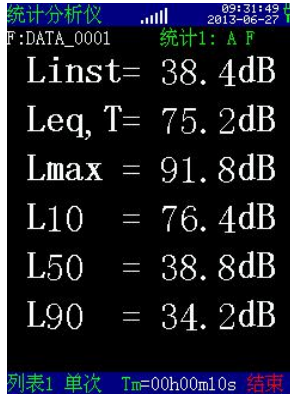 统计分析仪 09:31:49
2013-06-27
F:DATA_0001 统计1: A F
Linst= 38.4dB
Leq,T= 75.2dB
Lmax = 91.8dB
L10 = 76.4dB
L50 = 38.8dB
L90 = 34.2dB
列表1 单次 Tm=00h00m10s 结束